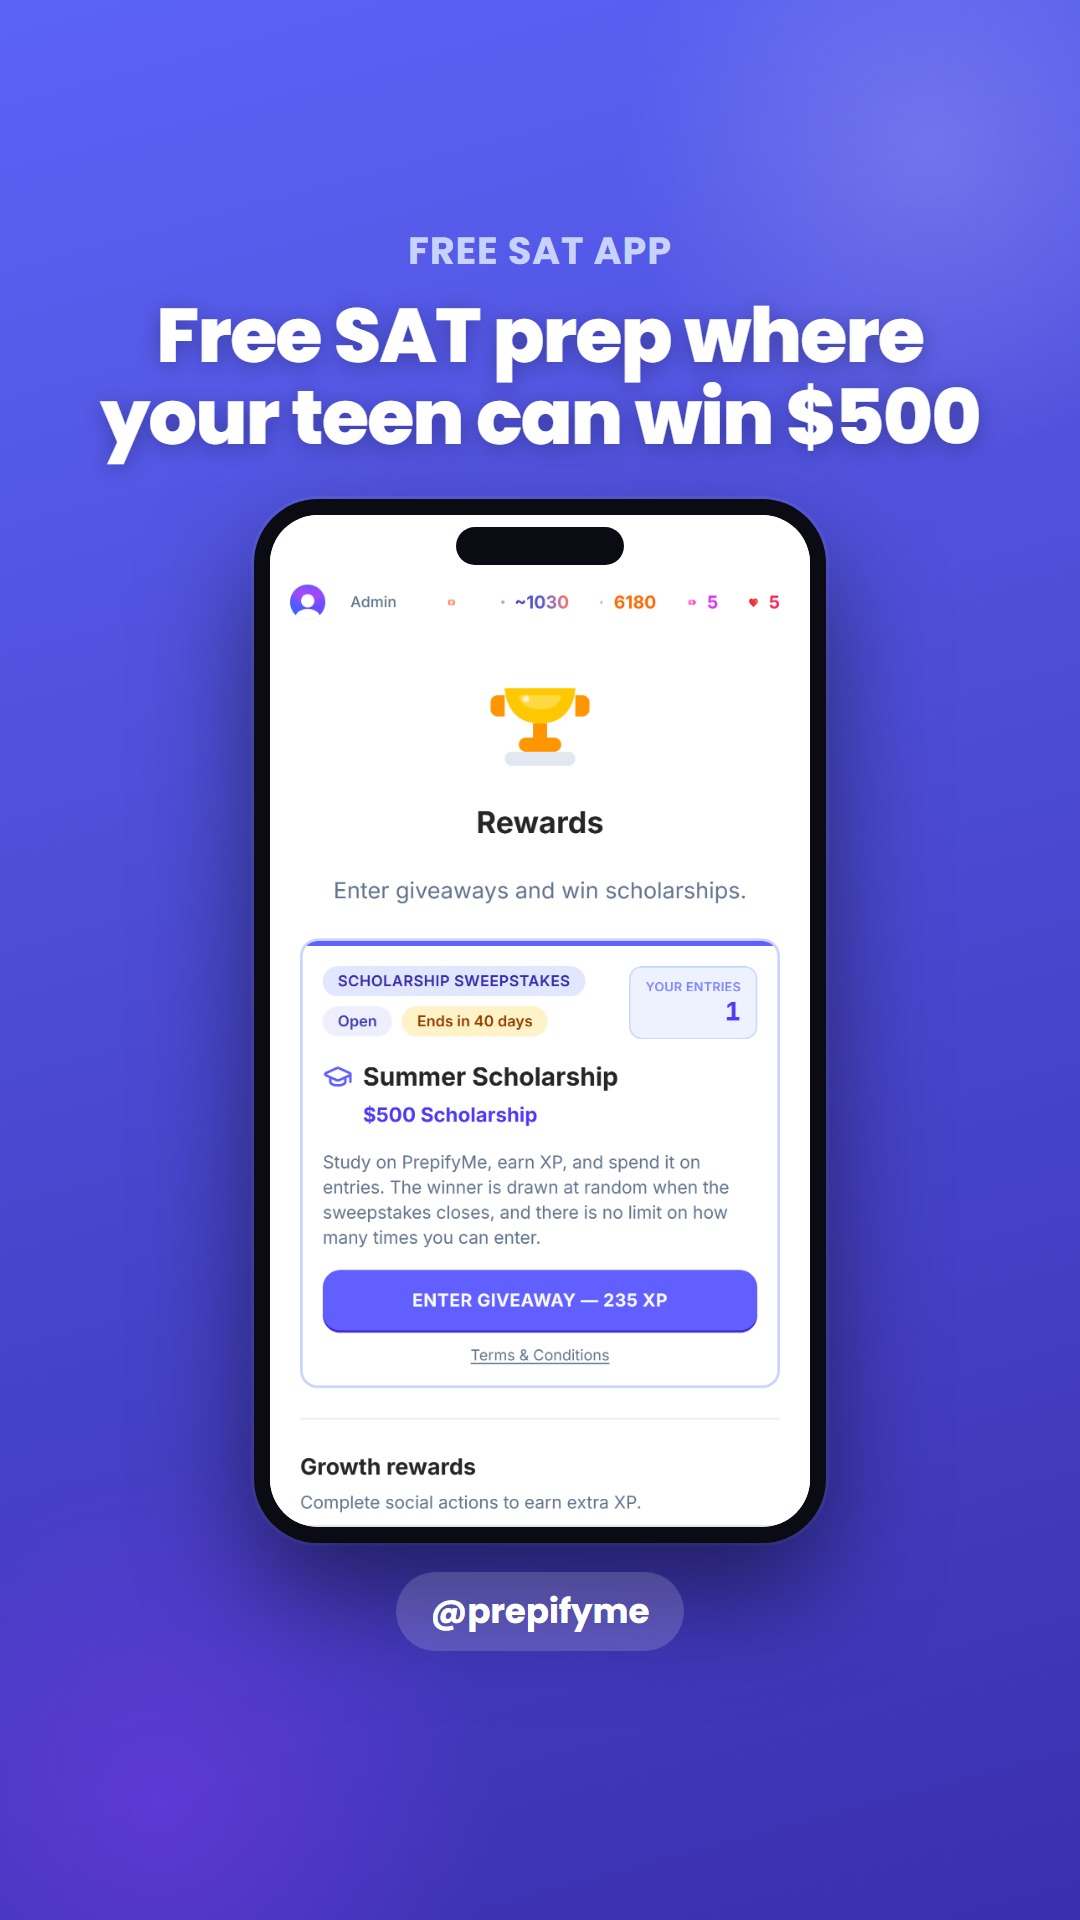 FREE SAT APP
Free SAT prep where
your teen can win $500
Admin ~1030 6180 5 5
Rewards
Enter giveaways and win scholarships.
SCHOLARSHIP SWEEPSTAKES
YOUR ENTRIES
1
Open Ends in 40 days
Summer Scholarship
$500 Scholarship
Study on PrepifyMe, earn XP, and spend it on
entries. The winner is drawn at random when the
sweepstakes closes, and there is no limit on how
many times you can enter.
ENTER GIVEAWAY — 235 XP
Terms & Conditions
Growth rewards
Complete social actions to earn extra XP.
@prepifyme